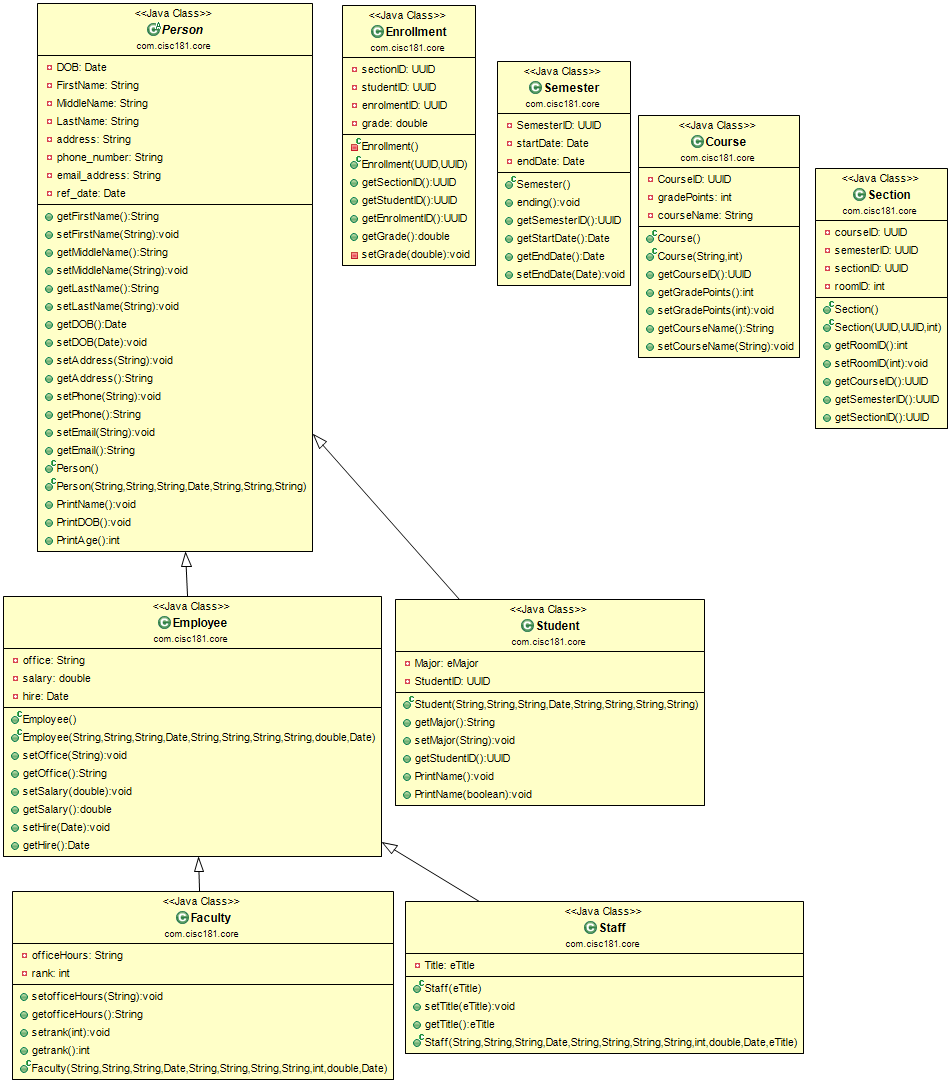 <<Java Class>>
Person
com.cisc181.core
DOB: Date
FirstName: String
MiddleName: String
LastName: String
address: String
phone_number: String
email_address: String
ref_date: Date
getFirstName():String
setFirstName(String):void
getMiddleName():String
setMiddleName(String):void
getLastName():String
setLastName(String):void
getDOB():Date
setDOB(Date):void
setAddress(String):void
getAddress():String
setPhone(String):void
getPhone():String
setEmail(String):void
getEmail():String
Person()
Person(String,String,String,Date,String,String,String)
PrintName():void
PrintDOB():void
PrintAge():int
<<Java Class>>
Enrollment
com.cisc181.core
sectionID: UUID
studentID: UUID
enrolmentID: UUID
grade: double
Enrollment()
Enrollment(UUID,UUID)
getSectionID():UUID
getStudentID():UUID
getEnrolmentID():UUID
getGrade():double
setGrade(double):void
<<Java Class>>
Semester
com.cisc181.core
SemesterID: UUID
startDate: Date
endDate: Date
Semester()
ending():void
getSemesterID():UUID
getStartDate():Date
getEndDate():Date
setEndDate(Date):void
<<Java Class>>
Course
com.cisc181.core
CourseID: UUID
gradePoints: int
courseName: String
Course()
Course(String,int)
getCourseID():UUID
getGradePoints():int
setGradePoints(int):void
getCourseName():String
setCourseName(String):void
<<Java Class>>
Section
com.cisc181.core
courseID: UUID
semesterID: UUID
sectionID: UUID
roomID: int
Section()
Section(UUID,UUID,int)
getRoomID():int
setRoomID(int):void
getCourseID():UUID
getSemesterID():UUID
getSectionID():UUID
<<Java Class>>
Employee
com.cisc181.core
office: String
salary: double
hire: Date
Employee()
Employee(String,String,String,Date,String,String,String,String,double,Date)
setOffice(String):void
getOffice():String
setSalary(double):void
getSalary():double
setHire(Date):void
getHire():Date
<<Java Class>>
Student
com.cisc181.core
Major: eMajor
StudentID: UUID
Student(String,String,String,Date,String,String,String,String)
getMajor():String
setMajor(String):void
getStudentID():UUID
PrintName():void
PrintName(boolean):void
<<Java Class>>
Faculty
com.cisc181.core
officeHours: String
rank: int
setofficeHours(String):void
getofficeHours():String
setrank(int):void
getrank():int
Faculty(String,String,String,Date,String,String,String,String,int,double,Date)
<<Java Class>>
Staff
com.cisc181.core
Title: eTitle
Staff(eTitle)
setTitle(eTitle):void
getTitle():eTitle
Staff(String,String,String,Date,String,String,String,String,int,double,Date,eTitle)